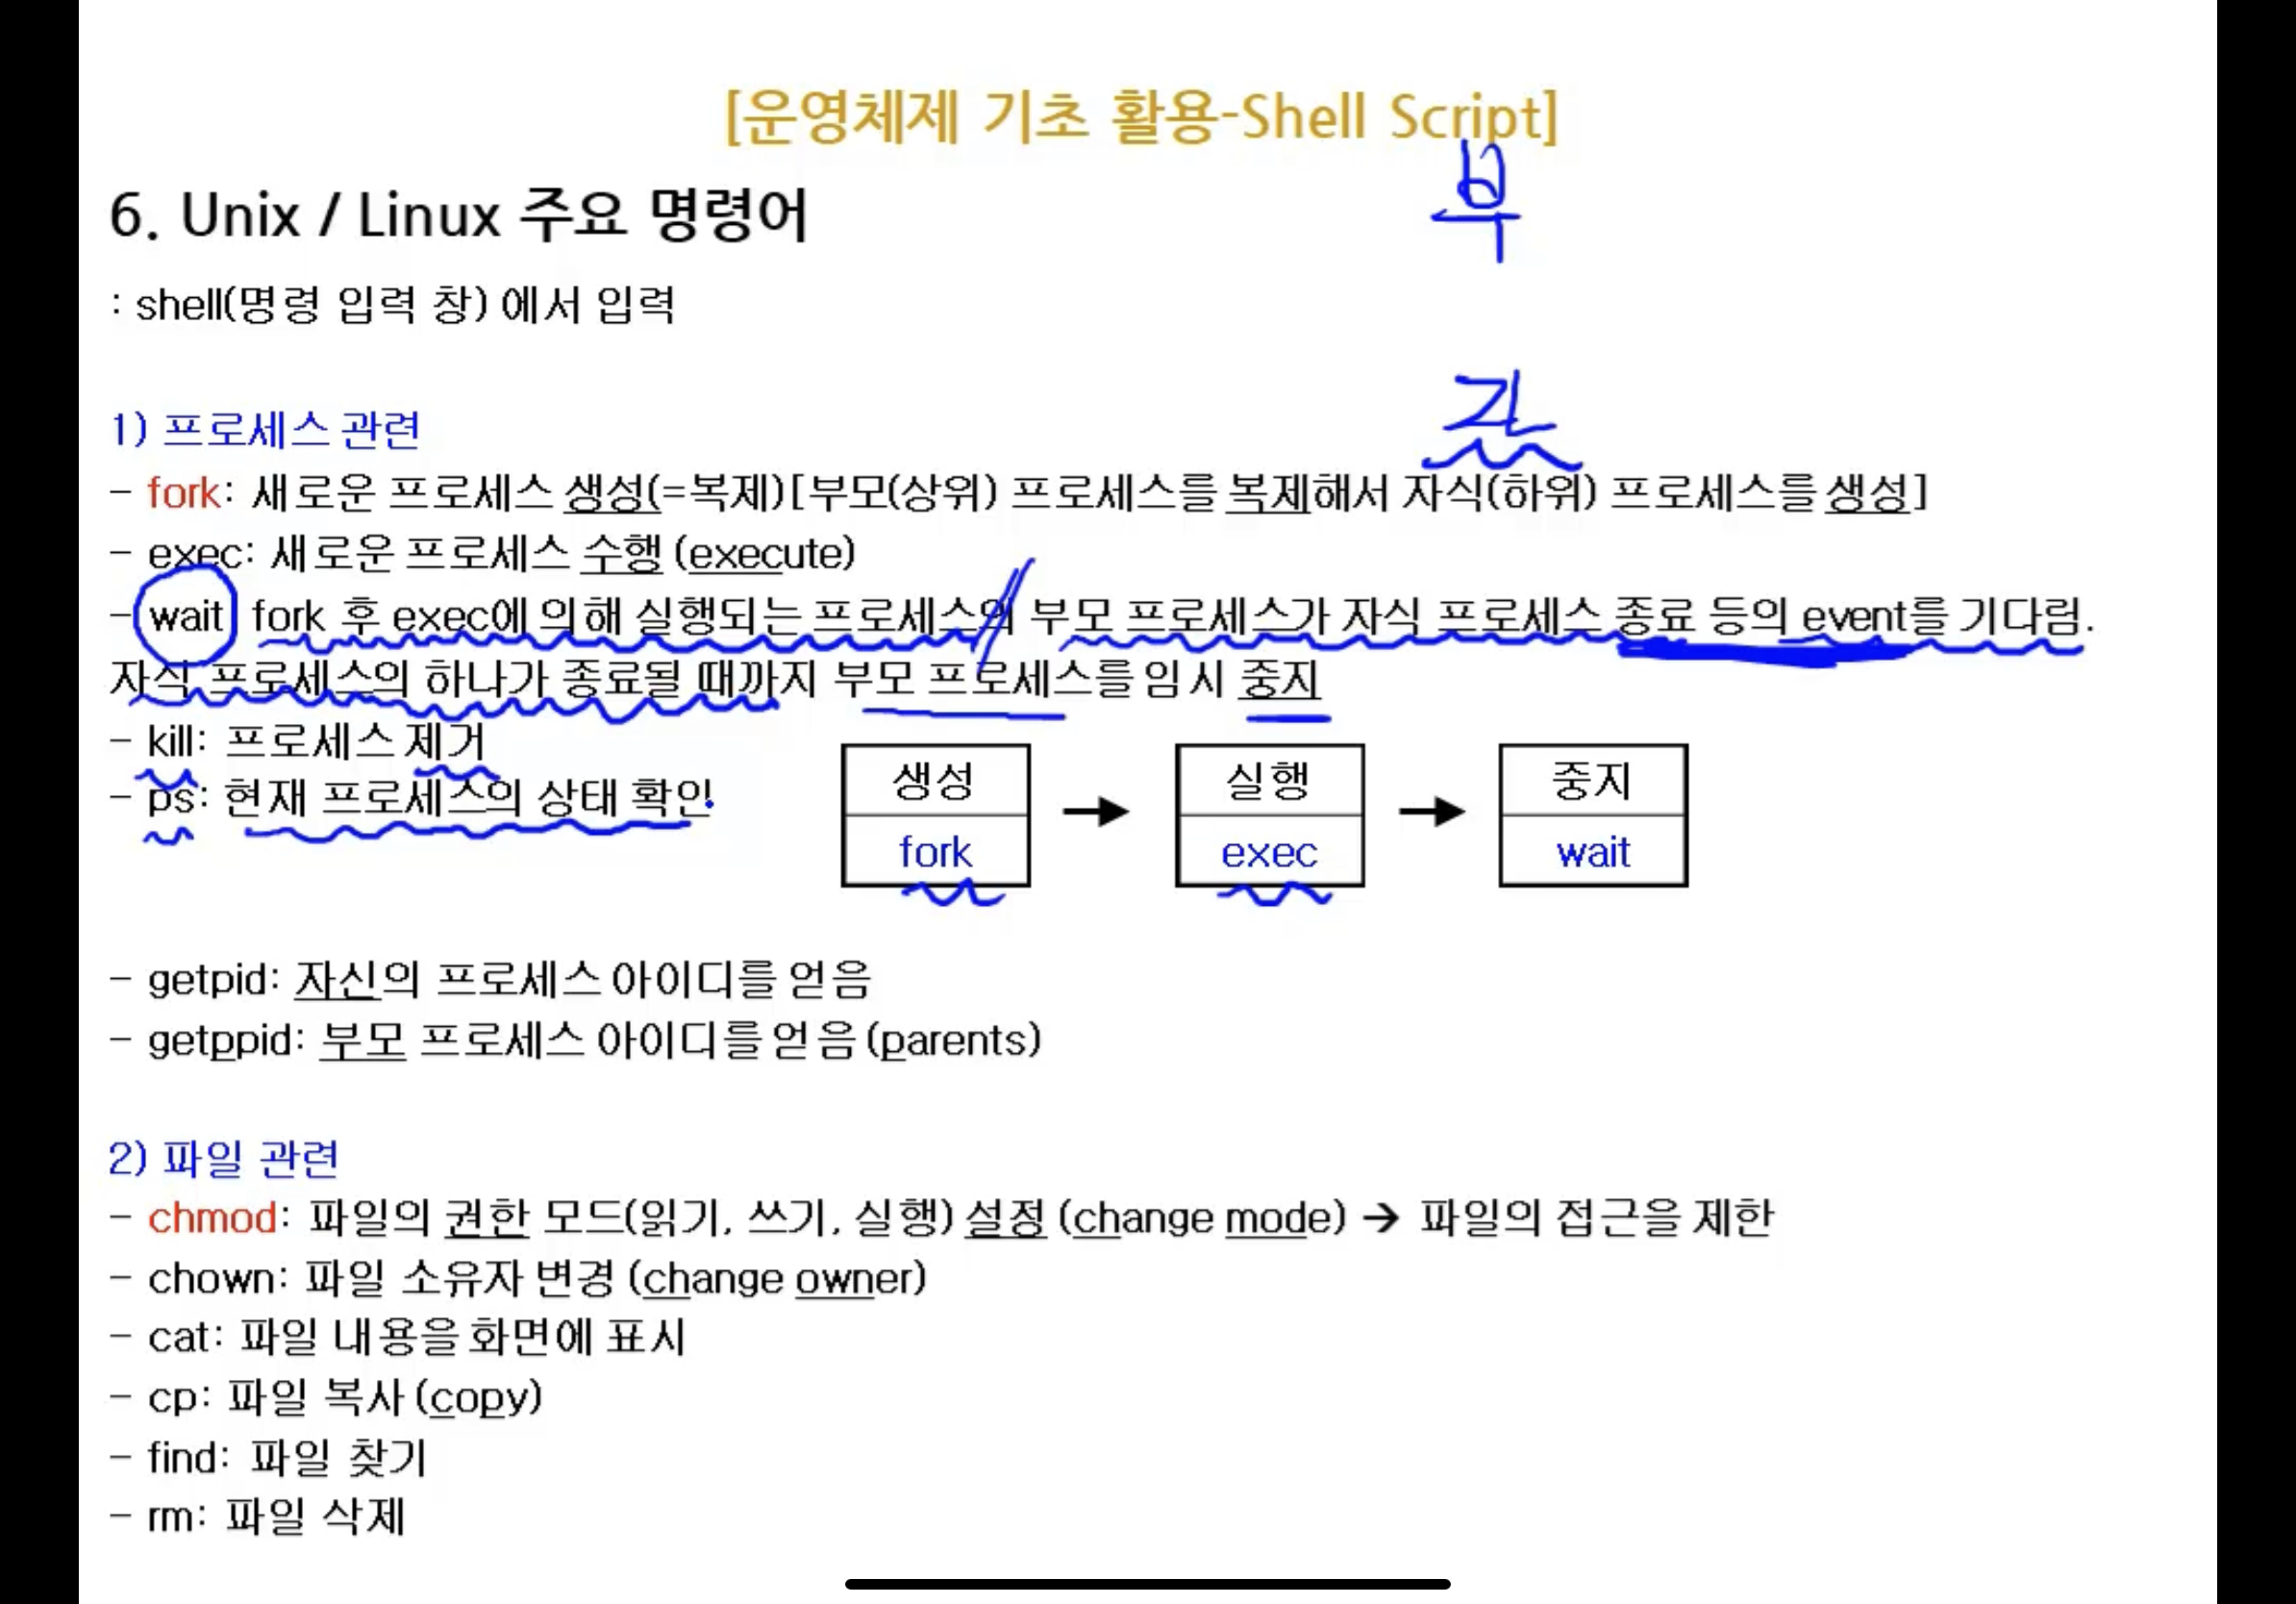 [운영체제 기초 활용-Shell Script]
부
6. Unix / Linux 주요 명령어
: shell(명령 입력 창) 에서 입력
자
1) 프로세스 관련
- fork: 새로운 프로세스 생성(=복제)[부모(상위) 프로세스를 복제해서 자식(하위) 프로세스를 생성]
- exec: 새로운 프로세스 수행 (execute)
- wait fork 후 exec에 의해 실행되는 프로세스의 부모 프로세스가 자식 프로세스 종료 등의 event를 기다림.
자식 프로세스의 하나가 종료될 때까지 부모 프로세스를 임시 중지
- kill: 프로세스 제거
- ps: 현재 프로세스의 상태 확인
생성 → 실행 → 중지
fork exec wait
- getpid: 자신의 프로세스 아이디를 얻음
- getppid: 부모 프로세스 아이디를 얻음 (parents)
2) 파일 관련
- chmod: 파일의 권한 모드(읽기, 쓰기, 실행) 설정 (change mode) → 파일의 접근을 제한
- chown: 파일 소유자 변경 (change owner)
- cat: 파일 내용을 화면에 표시
- cp: 파일 복사 (copy)
- find: 파일 찾기
- rm: 파일 삭제